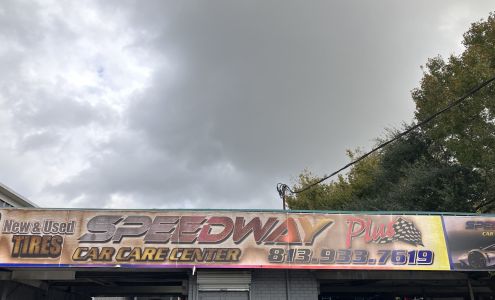 New & Used
TIRES
SPEEDWAY Plus
CAR CARE CENTER
813.933.7619